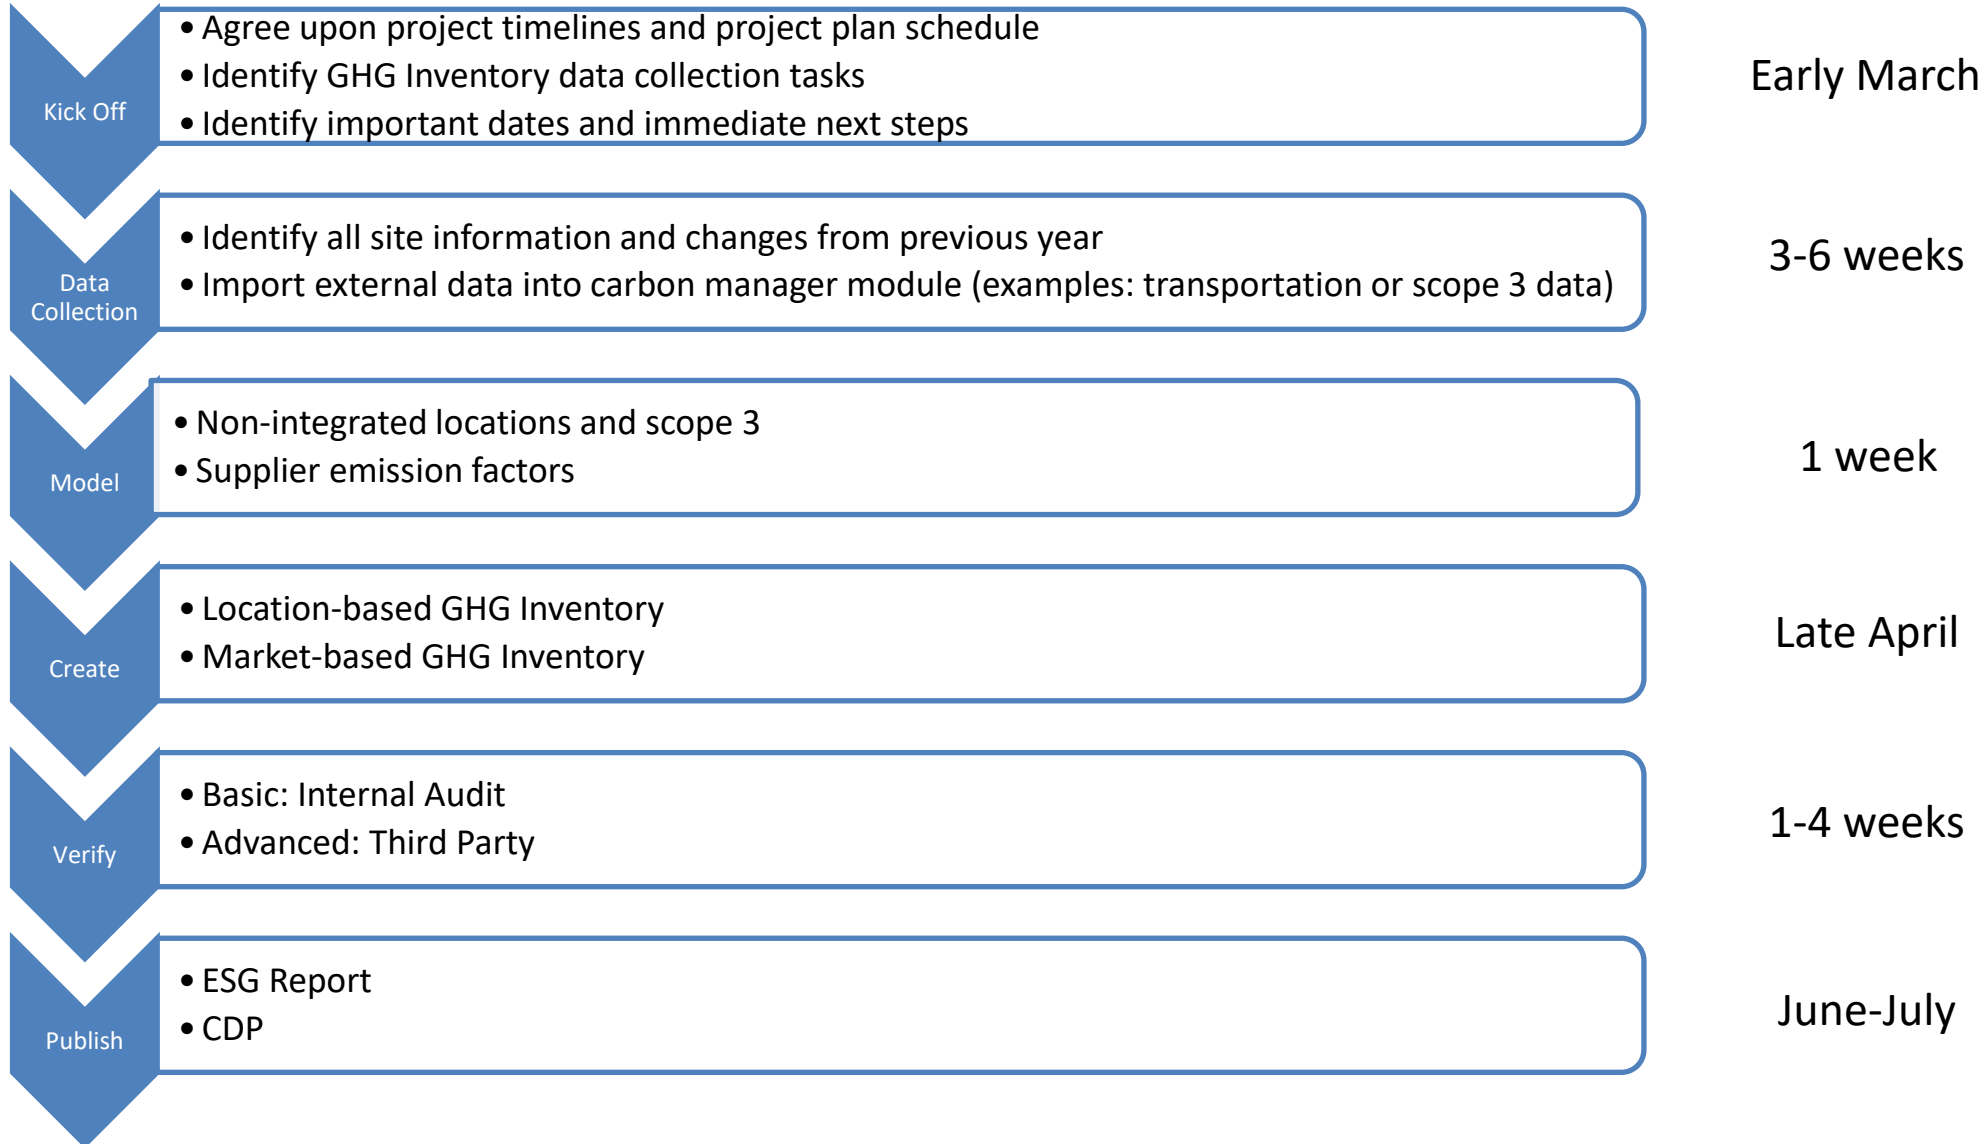 • Agree upon project timelines and project plan schedule
• Identify GHG Inventory data collection tasks
• Identify important dates and immediate next steps
Kick Off
Early March
• Identify all site information and changes from previous year
• Import external data into carbon manager module (examples: transportation or scope 3 data)
Data
Collection
3-6 weeks
• Non-integrated locations and scope 3
• Supplier emission factors
Model
1 week
• Location-based GHG Inventory
• Market-based GHG Inventory
Create
Late April
• Basic: Internal Audit
• Advanced: Third Party
Verify
1-4 weeks
• ESG Report
• CDP
Publish
June-July